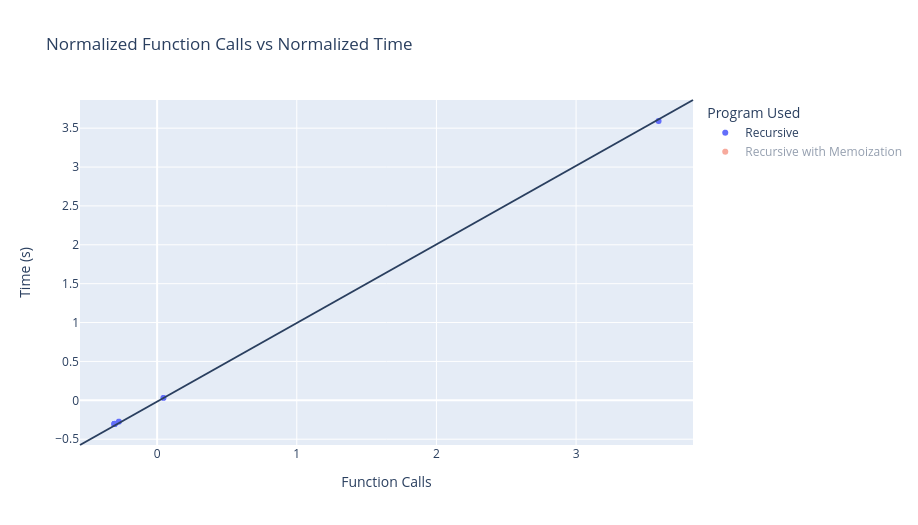 Normalized Function Calls vs Normalized Time
Program Used
Recursive
Recursive with Memoization
3.5
3
2.5
2
1.5
1
0.5
0
−0.5
Time (s)
0 1 2 3
Function Calls